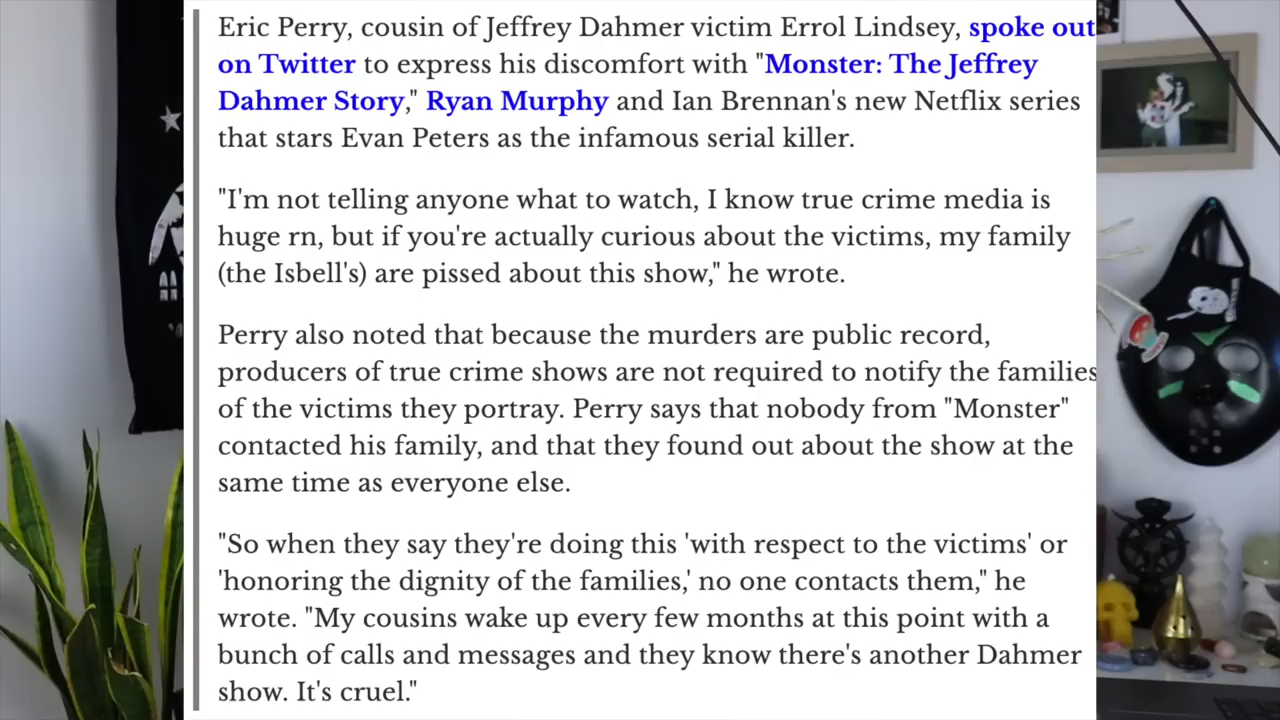 Eric Perry, cousin of Jeffrey Dahmer victim Errol Lindsey, spoke out
on Twitter to express his discomfort with "Monster: The Jeffrey
Dahmer Story," Ryan Murphy and Ian Brennan's new Netflix series
that stars Evan Peters as the infamous serial killer.
"I'm not telling anyone what to watch, I know true crime media is
huge rn, but if you're actually curious about the victims, my family
(the Isbell's) are pissed about this show," he wrote.
Perry also noted that because the murders are public record,
producers of true crime shows are not required to notify the families
of the victims they portray. Perry says that nobody from "Monster"
contacted his family, and that they found out about the show at the
same time as everyone else.
"So when they say they're doing this 'with respect to the victims' or
'honoring the dignity of the families,' no one contacts them," he
wrote. "My cousins wake up every few months at this point with a
bunch of calls and messages and they know there's another Dahmer
show. It's cruel."